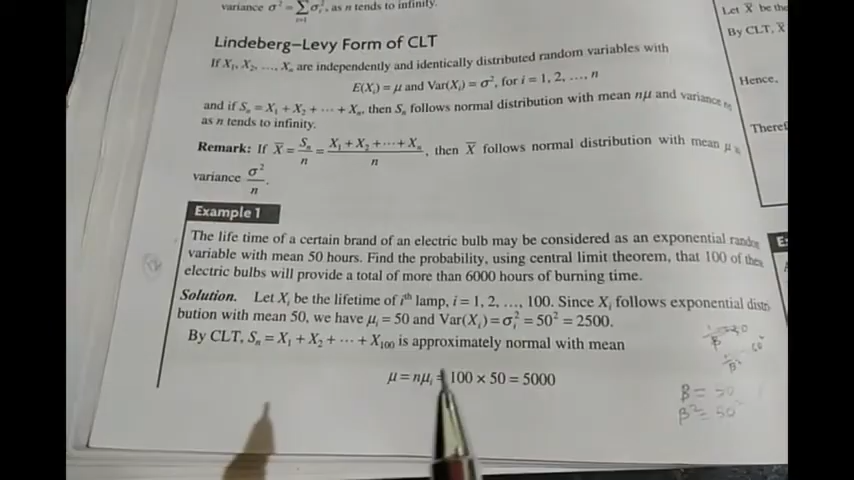 variance σ² = Σσᵢ², as n tends to infinity.
i=1
Lindeberg–Levy Form of CLT
If X₁, X₂, ..., Xₙ are independently and identically distributed random variables with
E(Xᵢ) = μ and Var(Xᵢ) = σ², for i = 1, 2, ..., n
and if Sₙ = X₁ + X₂ + ⋯ + Xₙ, then Sₙ follows normal distribution with mean nμ and variance
as n tends to infinity.
Remark: If X̄ = Sₙ/n = (X₁ + X₂ + ⋯ + Xₙ)/n, then X̄ follows normal distribution with mean μ
variance σ²/n.
Example 1
The life time of a certain brand of an electric bulb may be considered as an exponential
variable with mean 50 hours. Find the probability, using central limit theorem, that 100 of
electric bulbs will provide a total of more than 6000 hours of burning time.
Solution. Let Xᵢ be the lifetime of iᵗʰ lamp, i = 1, 2, ..., 100. Since Xᵢ follows exponential distri
bution with mean 50, we have μᵢ = 50 and Var(Xᵢ) = σᵢ² = 50² = 2500.
By CLT, Sₙ = X₁ + X₂ + ⋯ + X₁₀₀ is approximately normal with mean
μ = nμᵢ = 100 × 50 = 5000
β = 50
β² = 50
Let X̄ be the
By CLT, X̄
Hence,
Theref
E